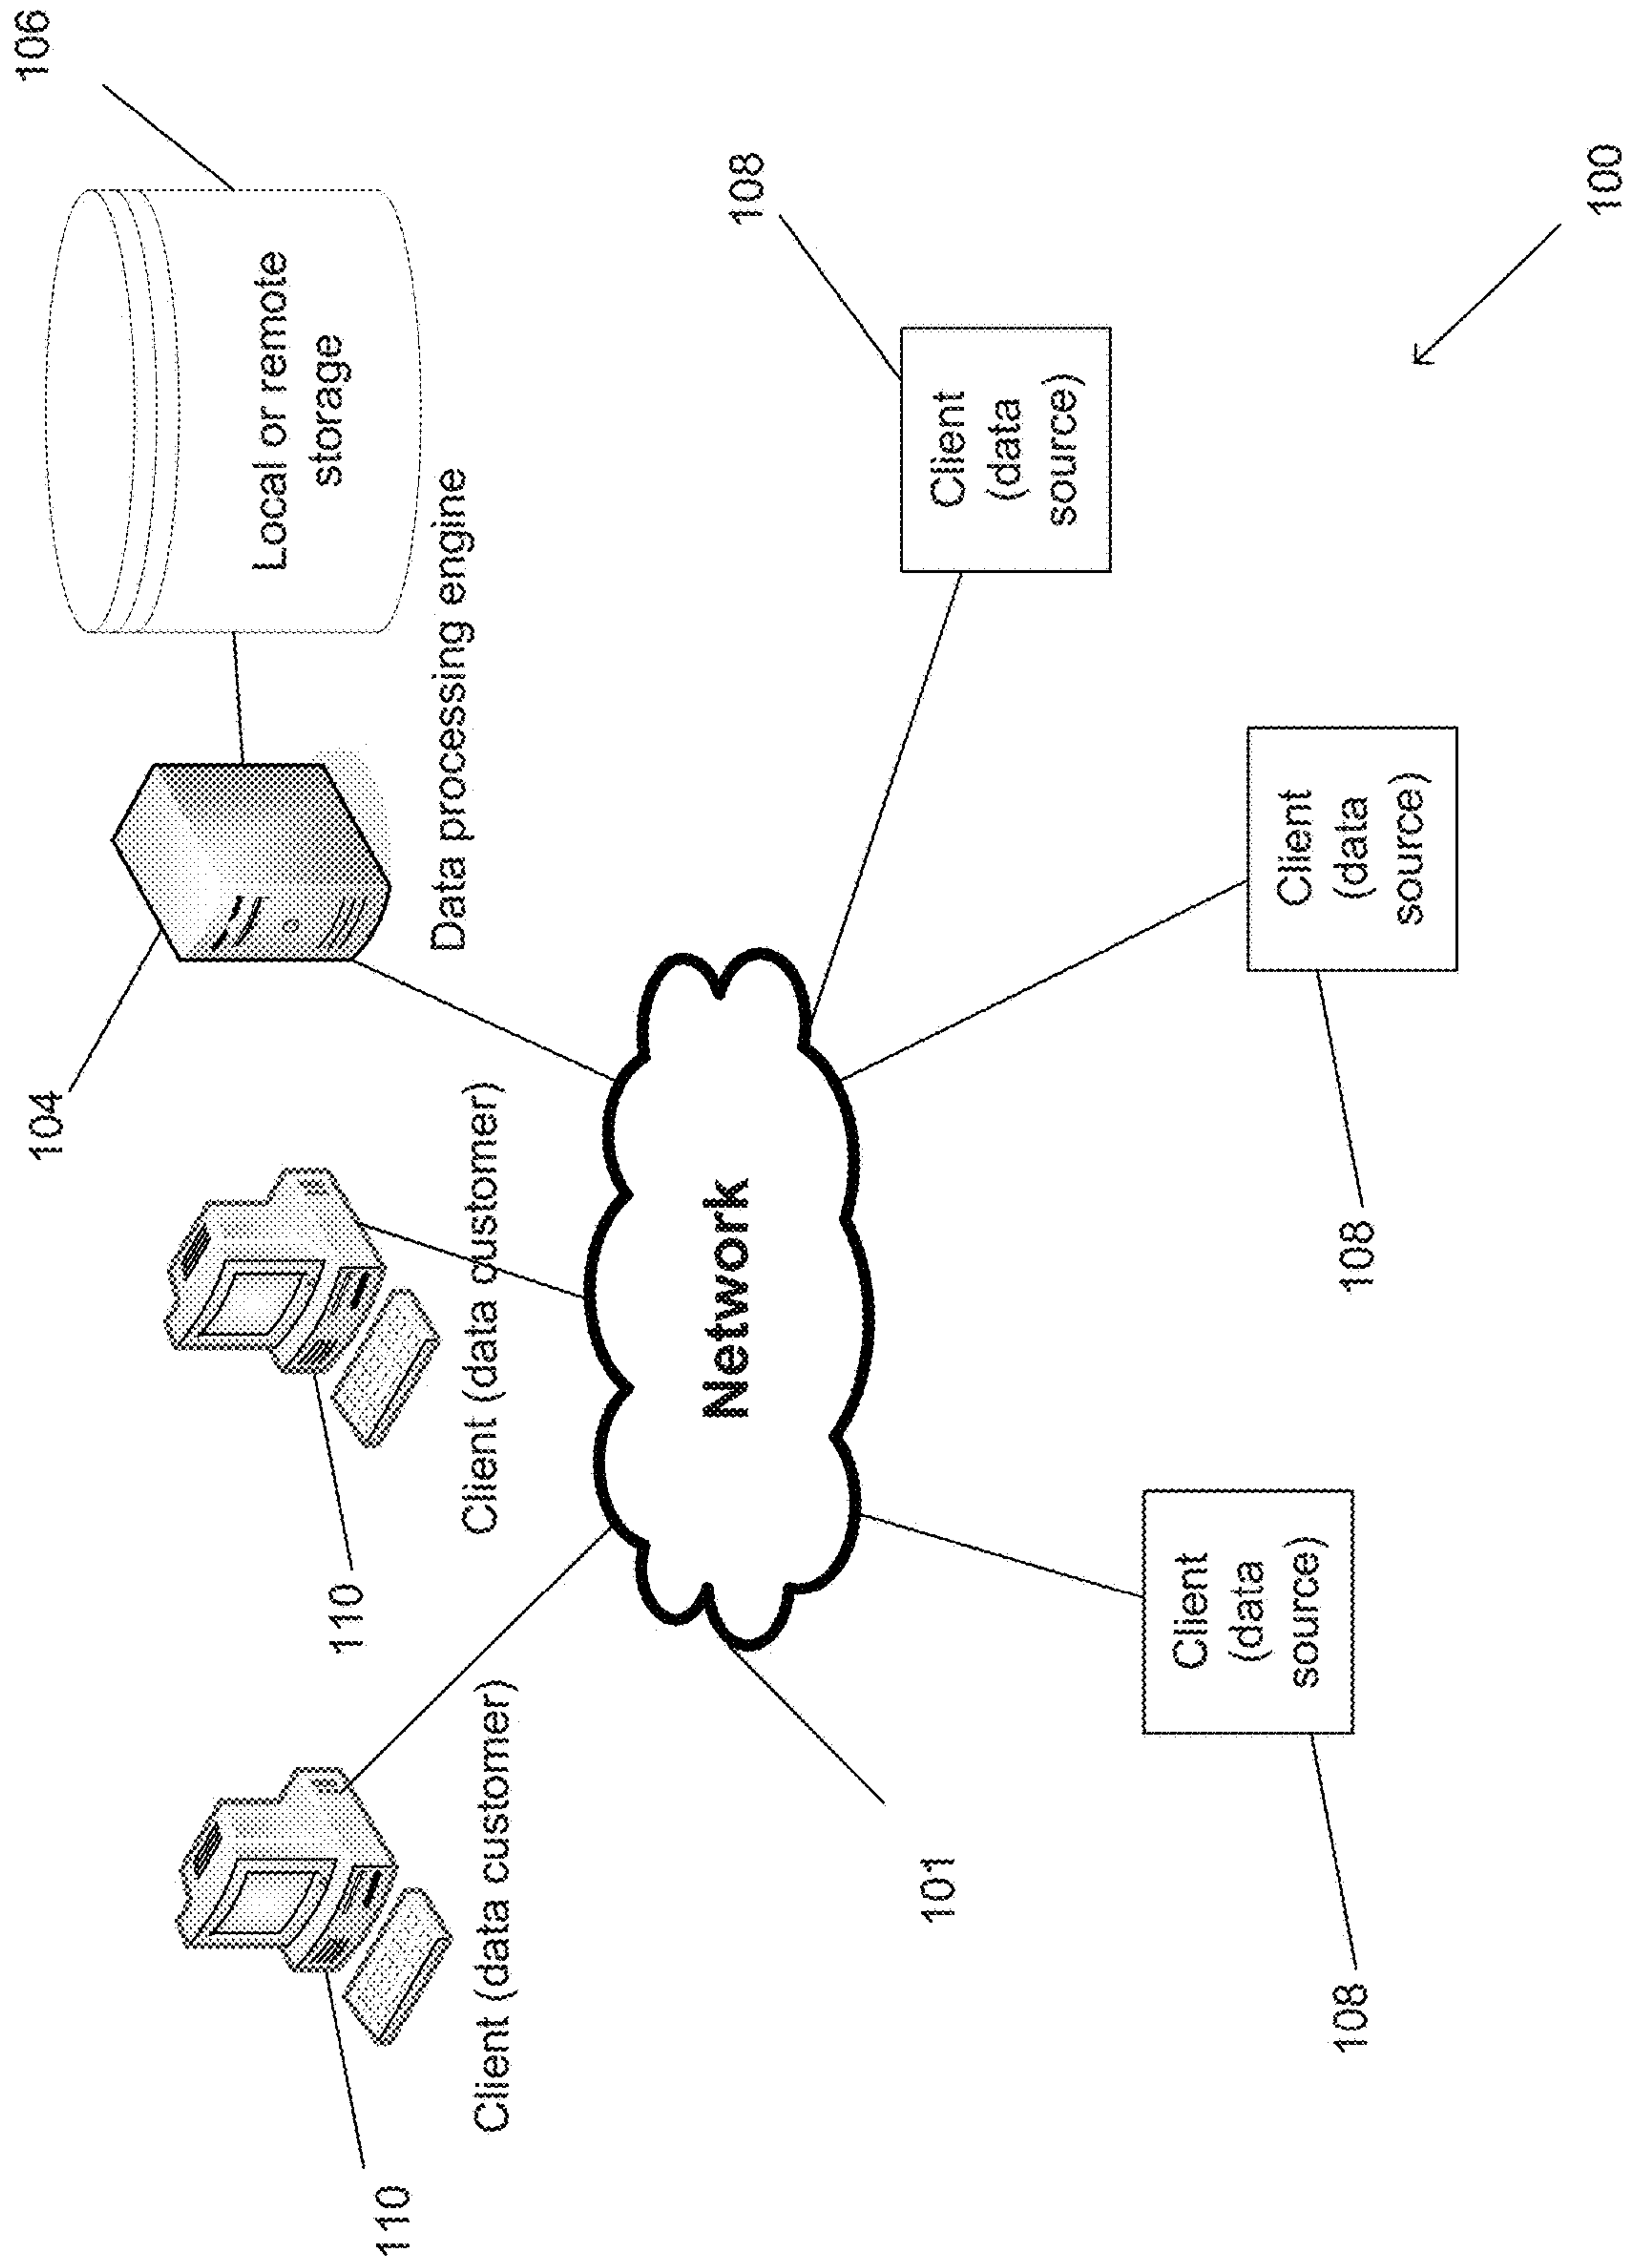 106
Local or remote
storage
104
Data processing engine
110
Client (data customer)
110
Client (data customer)
Network
101
108
Client
(data
source)
108
Client
(data
source)
108
Client
(data
source)
100